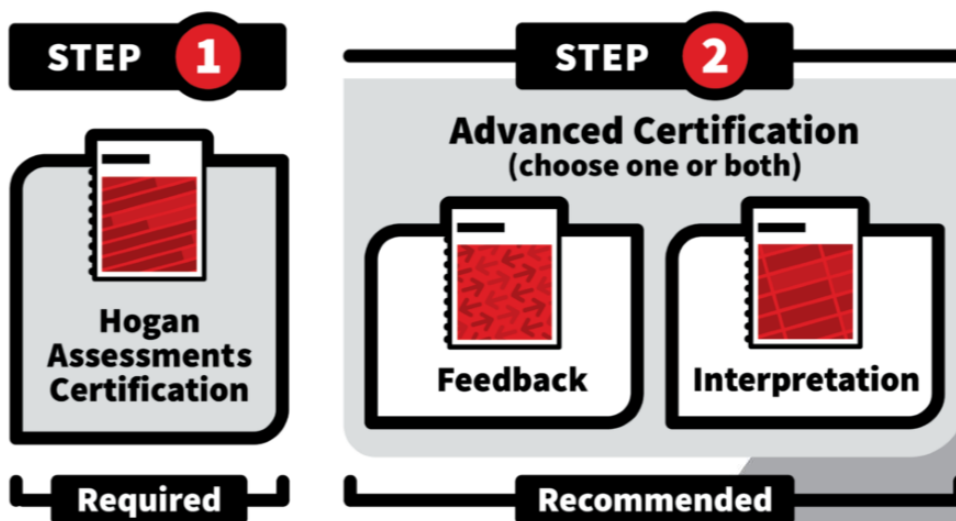 STEP 1
Hogan
Assessments
Certification
Required
STEP 2
Advanced Certification
(choose one or both)
Feedback
Interpretation
Recommended